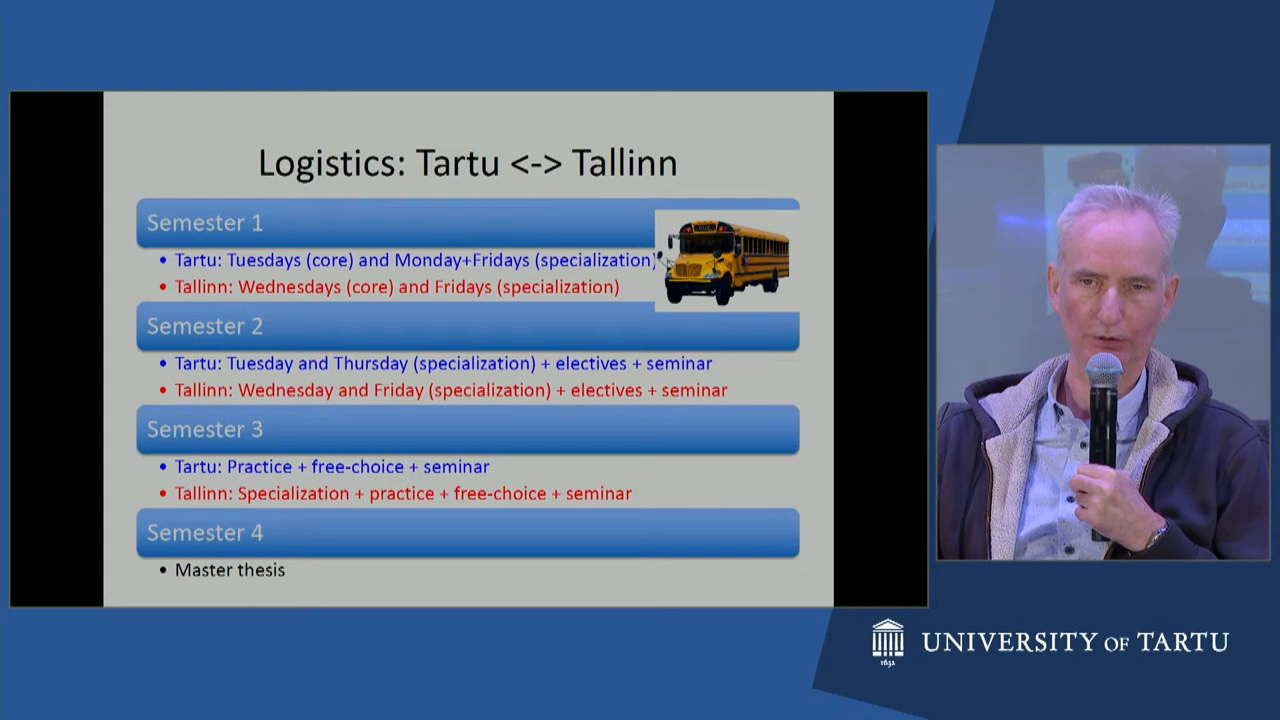 Logistics: Tartu <-> Tallinn
Semester 1
• Tartu: Tuesdays (core) and Monday+Fridays (specialization)
• Tallinn: Wednesdays (core) and Fridays (specialization)
Semester 2
• Tartu: Tuesday and Thursday (specialization) + electives + seminar
• Tallinn: Wednesday and Friday (specialization) + electives + seminar
Semester 3
• Tartu: Practice + free-choice + seminar
• Tallinn: Specialization + practice + free-choice + seminar
Semester 4
• Master thesis
1632
UNIVERSITY OF TARTU